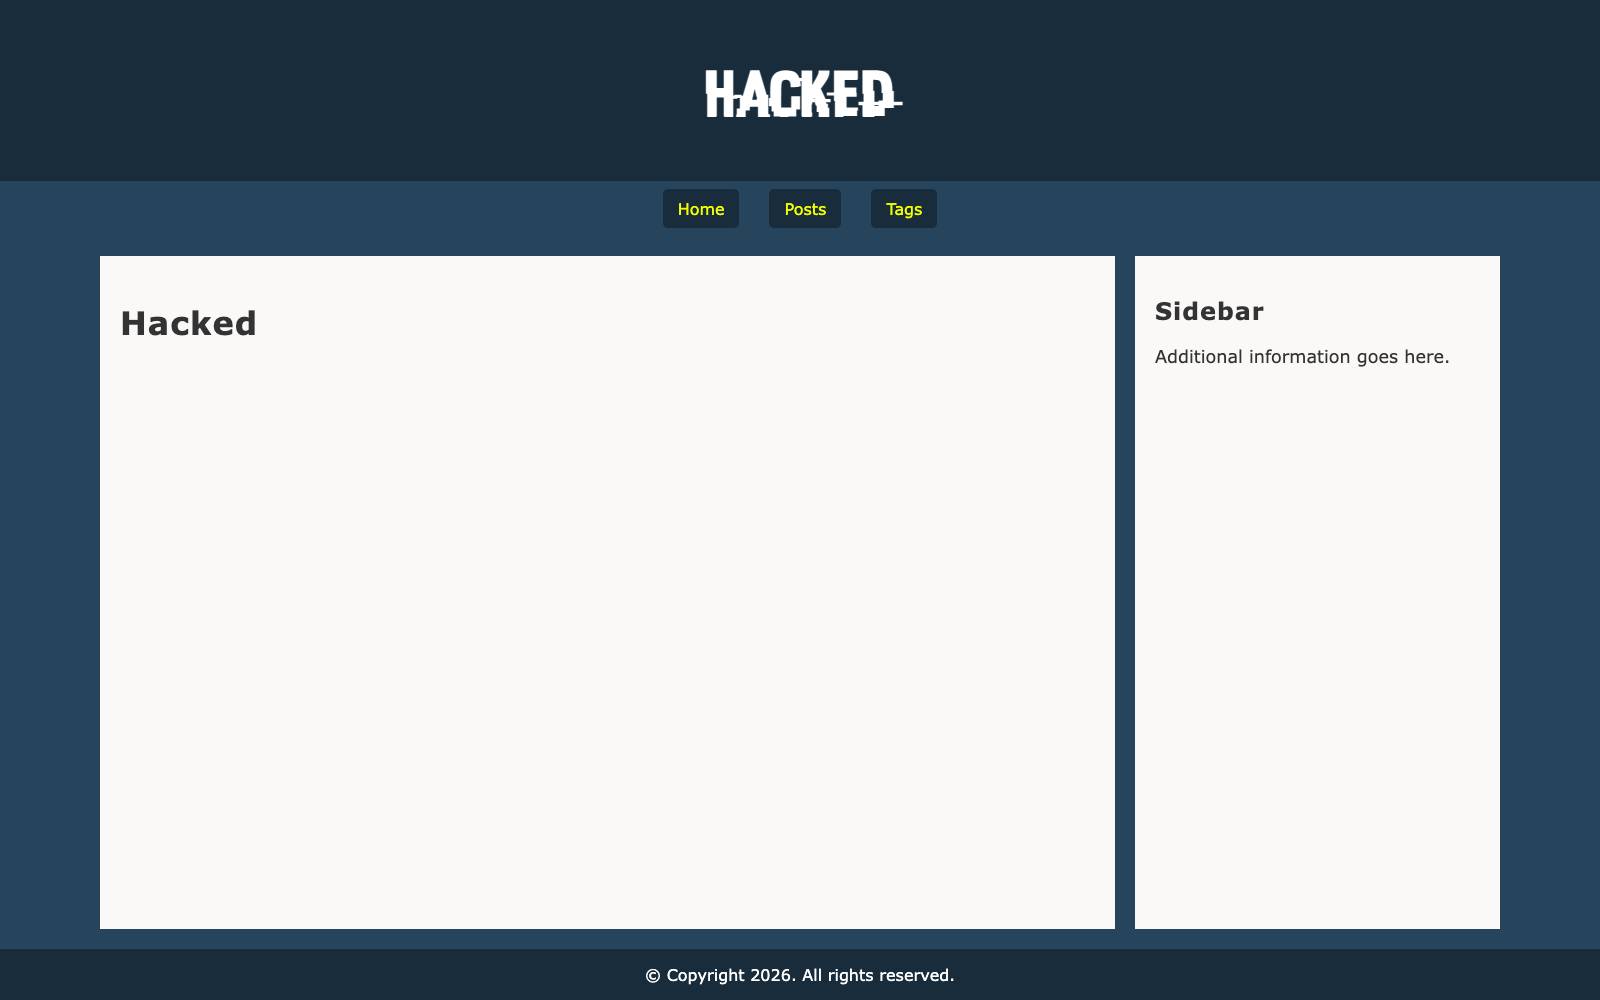 HACKED
Home
Posts
Tags
Hacked
Sidebar
Additional information goes here.
© Copyright 2026. All rights reserved.